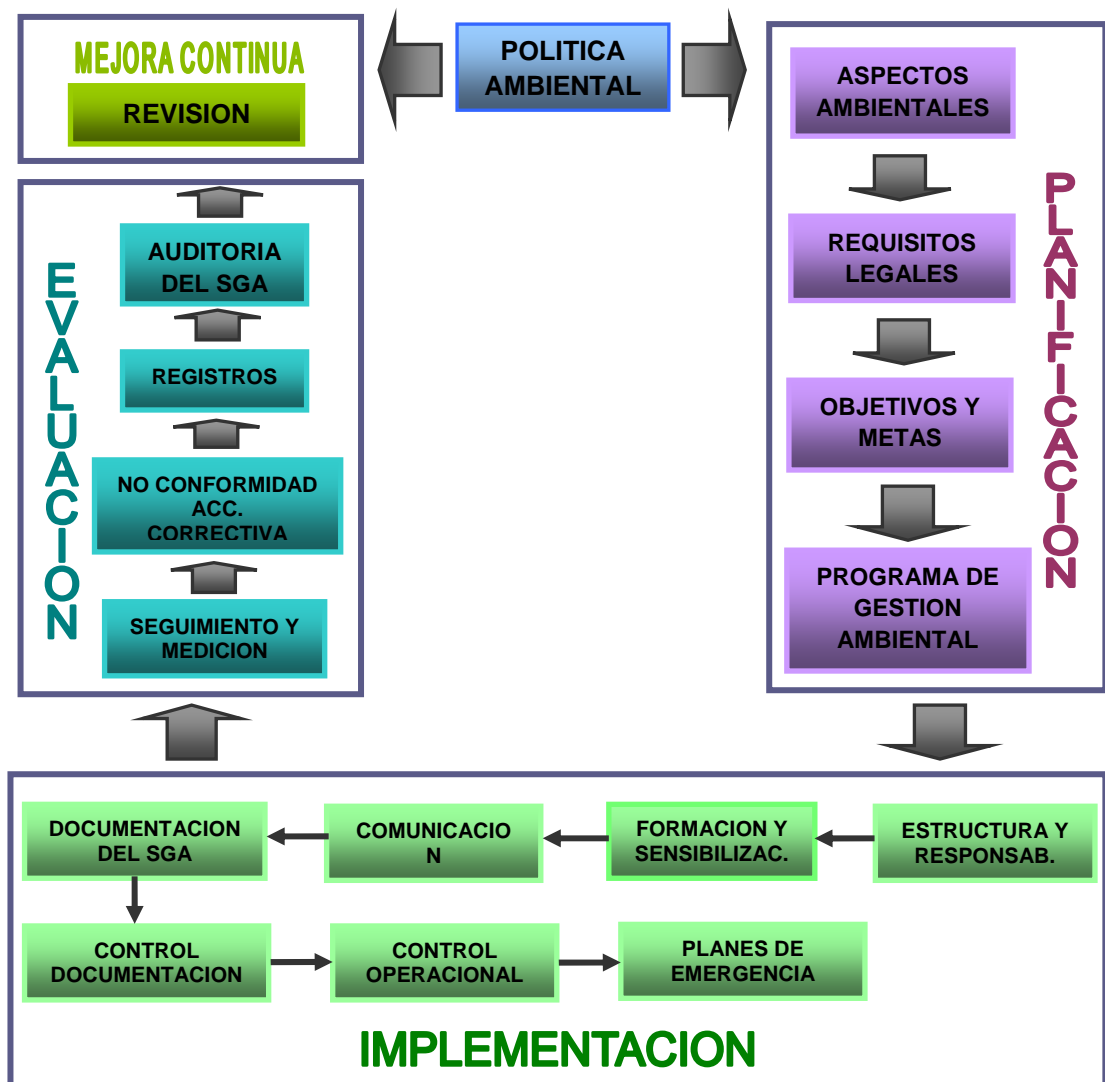 MEJORA CONTINUA
REVISION
POLITICA
AMBIENTAL
ASPECTOS
AMBIENTALES
REQUISITOS
LEGALES
OBJETIVOS Y
METAS
PROGRAMA DE
GESTION
AMBIENTAL
PLANIFICACION
ESTRUCTURA Y
RESPONSAB.
FORMACION Y
SENSIBILIZAC.
COMUNICACIO
N
DOCUMENTACION
DEL SGA
CONTROL
DOCUMENTACION
CONTROL
OPERACIONAL
PLANES DE
EMERGENCIA
IMPLEMENTACION
EVALUACION
SEGUIMIENTO Y
MEDICION
NO CONFORMIDAD
ACC.
CORRECTIVA
REGISTROS
AUDITORIA
DEL SGA